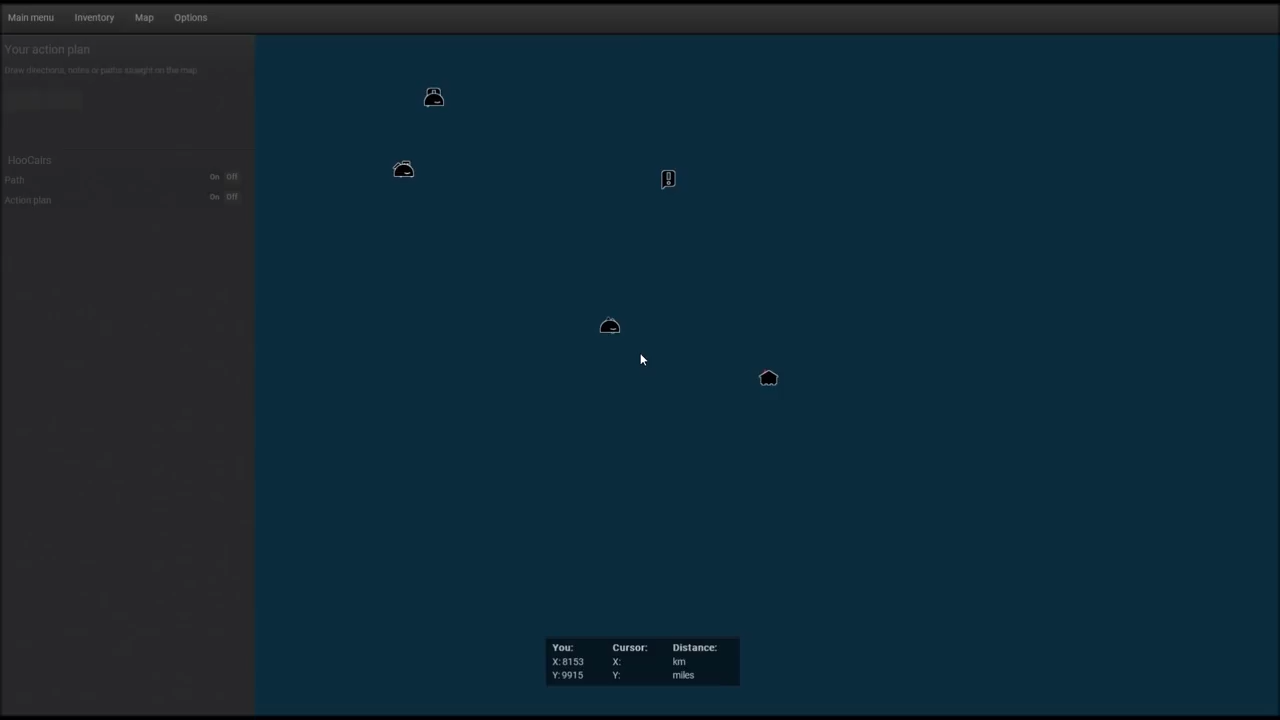 Main menu Inventory Map Options
Your action plan
Draw directions, notes or paths straight on the map
HooCairs
Path On Off
Action plan On Off
You: Cursor: Distance:
X: 8153 X: km
Y: 9915 Y: miles